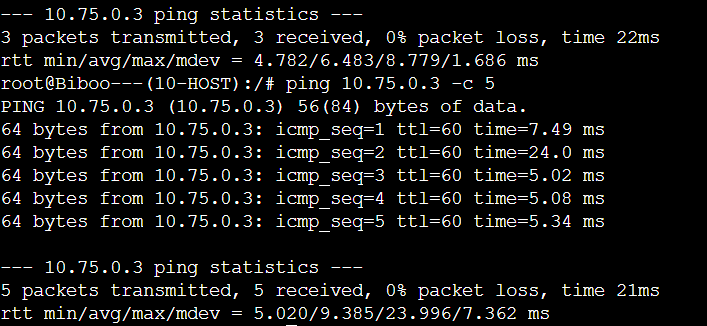 --- 10.75.0.3 ping statistics ---
3 packets transmitted, 3 received, 0% packet loss, time 22ms
rtt min/avg/max/mdev = 4.782/6.483/8.779/1.686 ms
root@Biboo---(10-HOST):/# ping 10.75.0.3 -c 5
PING 10.75.0.3 (10.75.0.3) 56(84) bytes of data.
64 bytes from 10.75.0.3: icmp_seq=1 ttl=60 time=7.49 ms
64 bytes from 10.75.0.3: icmp_seq=2 ttl=60 time=24.0 ms
64 bytes from 10.75.0.3: icmp_seq=3 ttl=60 time=5.02 ms
64 bytes from 10.75.0.3: icmp_seq=4 ttl=60 time=5.08 ms
64 bytes from 10.75.0.3: icmp_seq=5 ttl=60 time=5.34 ms
--- 10.75.0.3 ping statistics ---
5 packets transmitted, 5 received, 0% packet loss, time 21ms
rtt min/avg/max/mdev = 5.020/9.385/23.996/7.362 ms